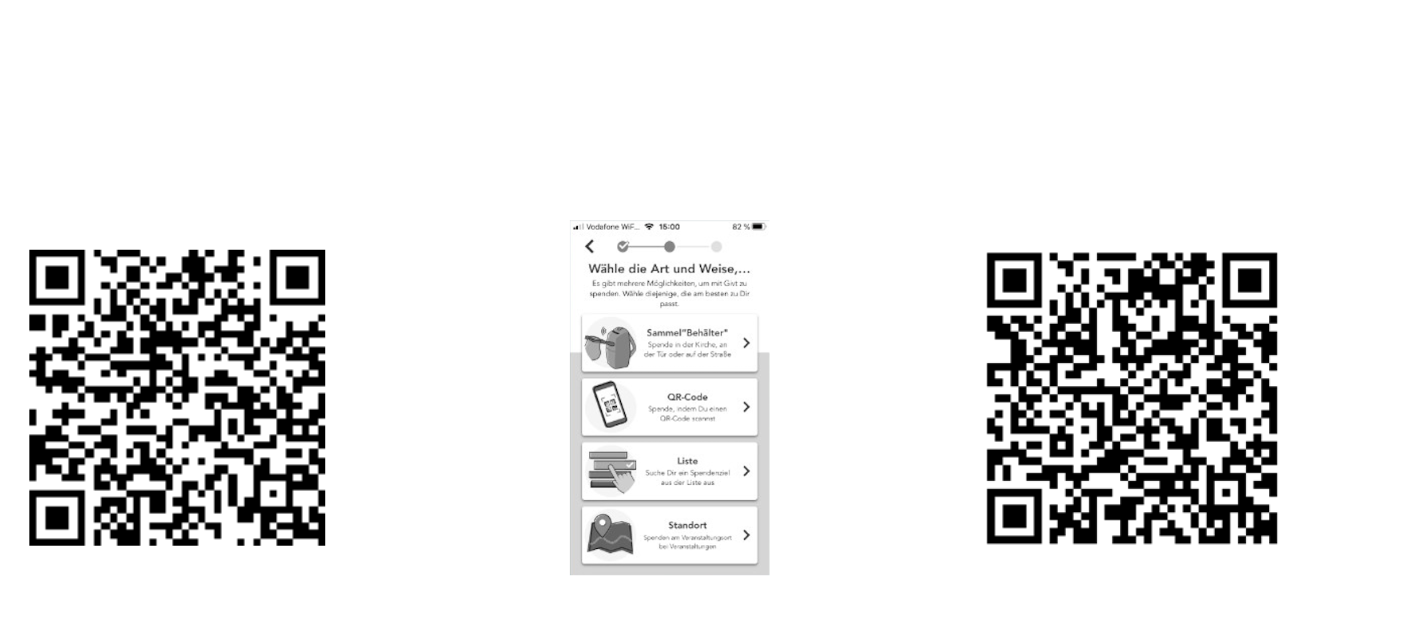 Vodafone WiF... 15:00 82 %
Wähle die Art und Weise,...
Es gibt mehrere Möglichkeiten, um mit Givt zu
spenden. Wähle diejenige, die am besten zu Dir
passt.
Sammel"Behälter"
Spende in der Kirche, an
der Tür oder auf der Straße
QR-Code
Spende, indem Du einen
QR-Code scannst
Liste
Suche Dir ein Spendenziel
aus der Liste aus
Standort
Spenden am Veranstaltungsort
bei Veranstaltungen